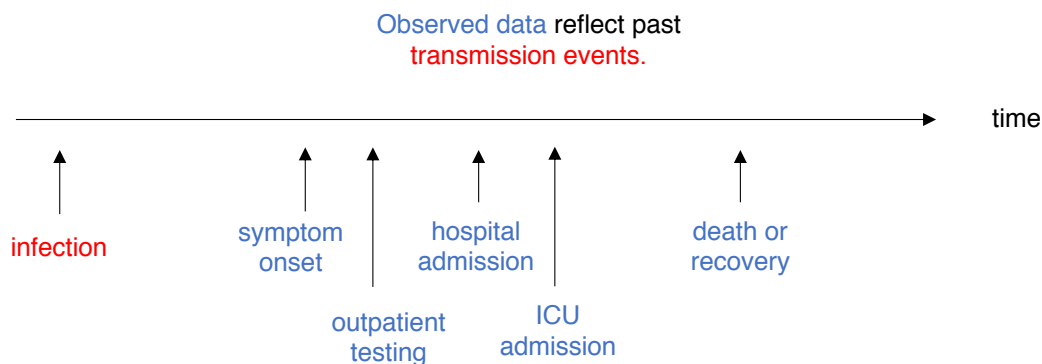 Observed data reflect past
transmission events.
time
infection
symptom
onset
outpatient
testing
hospital
admission
ICU
admission
death or
recovery